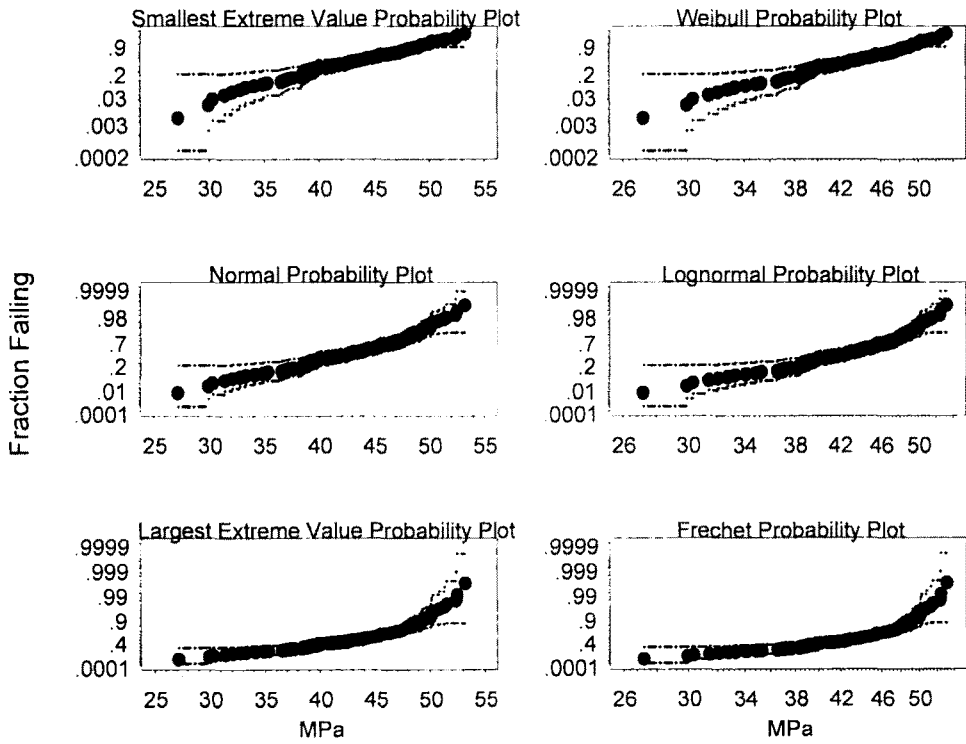 Smallest Extreme Value Probability Plot
.9
.2
.03
.003
.0002
25 30 35 40 45 50 55
Weibull Probability Plot
.9
.2
.03
.003
.0002
26 30 34 38 42 46 50
Fraction Failing
Normal Probability Plot
.9999
.98
.7
.2
.01
.0001
25 30 35 40 45 50 55
Lognormal Probability Plot
.9999
.98
.7
.2
.01
.0001
26 30 34 38 42 46 50
Largest Extreme Value Probability Plot
.9999
.999
.99
.9
.4
.0001
25 30 35 40 45 50 55
MPa
Frechet Probability Plot
.9999
.999
.99
.9
.4
.0001
26 30 34 38 42 46 50
MPa